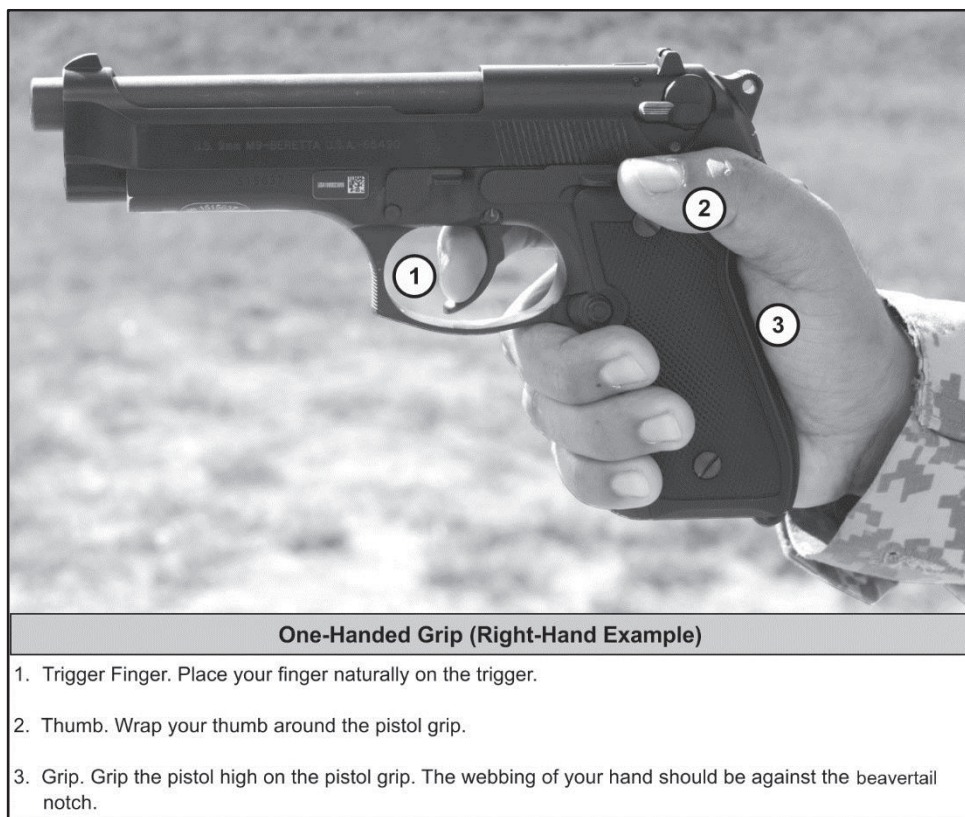 U.S. 9mm M9-BERETTA U.S.A.-65490
1
2
3
One-Handed Grip (Right-Hand Example)
1. Trigger Finger. Place your finger naturally on the trigger.
2. Thumb. Wrap your thumb around the pistol grip.
3. Grip. Grip the pistol high on the pistol grip. The webbing of your hand should be against the beavertail
notch.